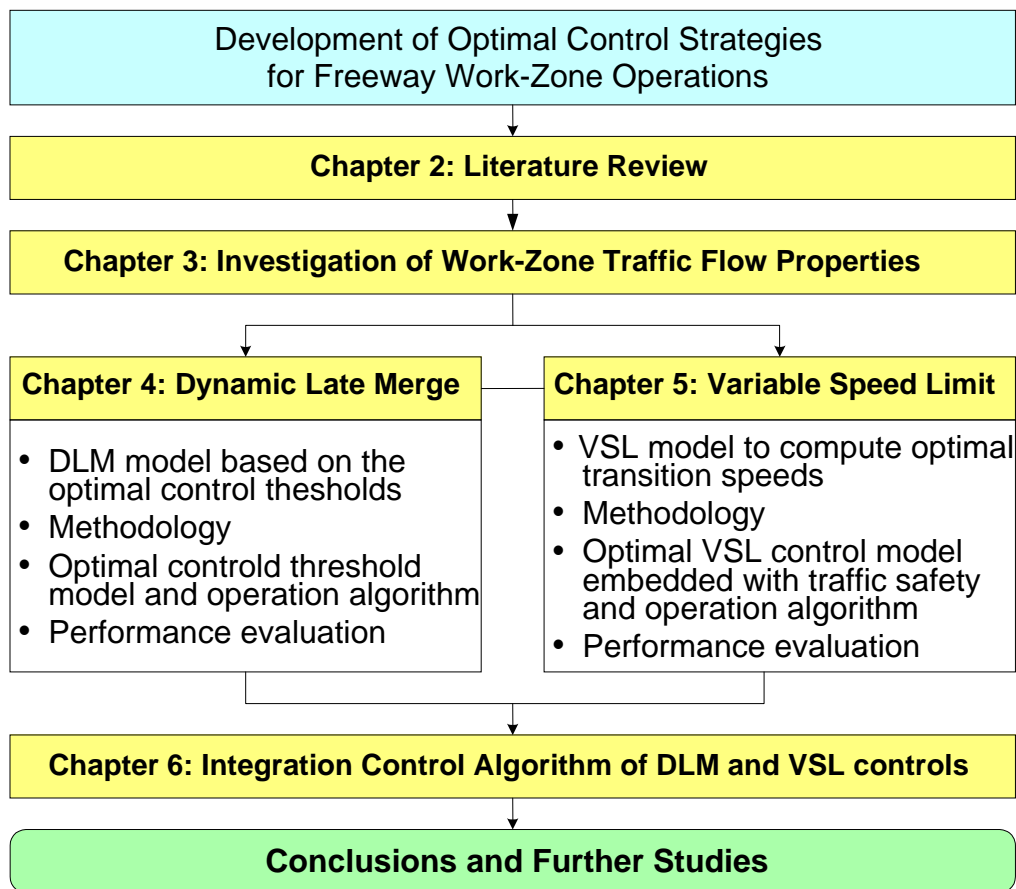 Development of Optimal Control Strategies
for Freeway Work-Zone Operations
Chapter 2: Literature Review
Chapter 3: Investigation of Work-Zone Traffic Flow Properties
Chapter 4: Dynamic Late Merge
• DLM model based on the
optimal control thesholds
• Methodology
• Optimal controld threshold
model and operation algorithm
• Performance evaluation
Chapter 5: Variable Speed Limit
• VSL model to compute optimal
transition speeds
• Methodology
• Optimal VSL control model
embedded with traffic safety
and operation algorithm
• Performance evaluation
Chapter 6: Integration Control Algorithm of DLM and VSL controls
Conclusions and Further Studies